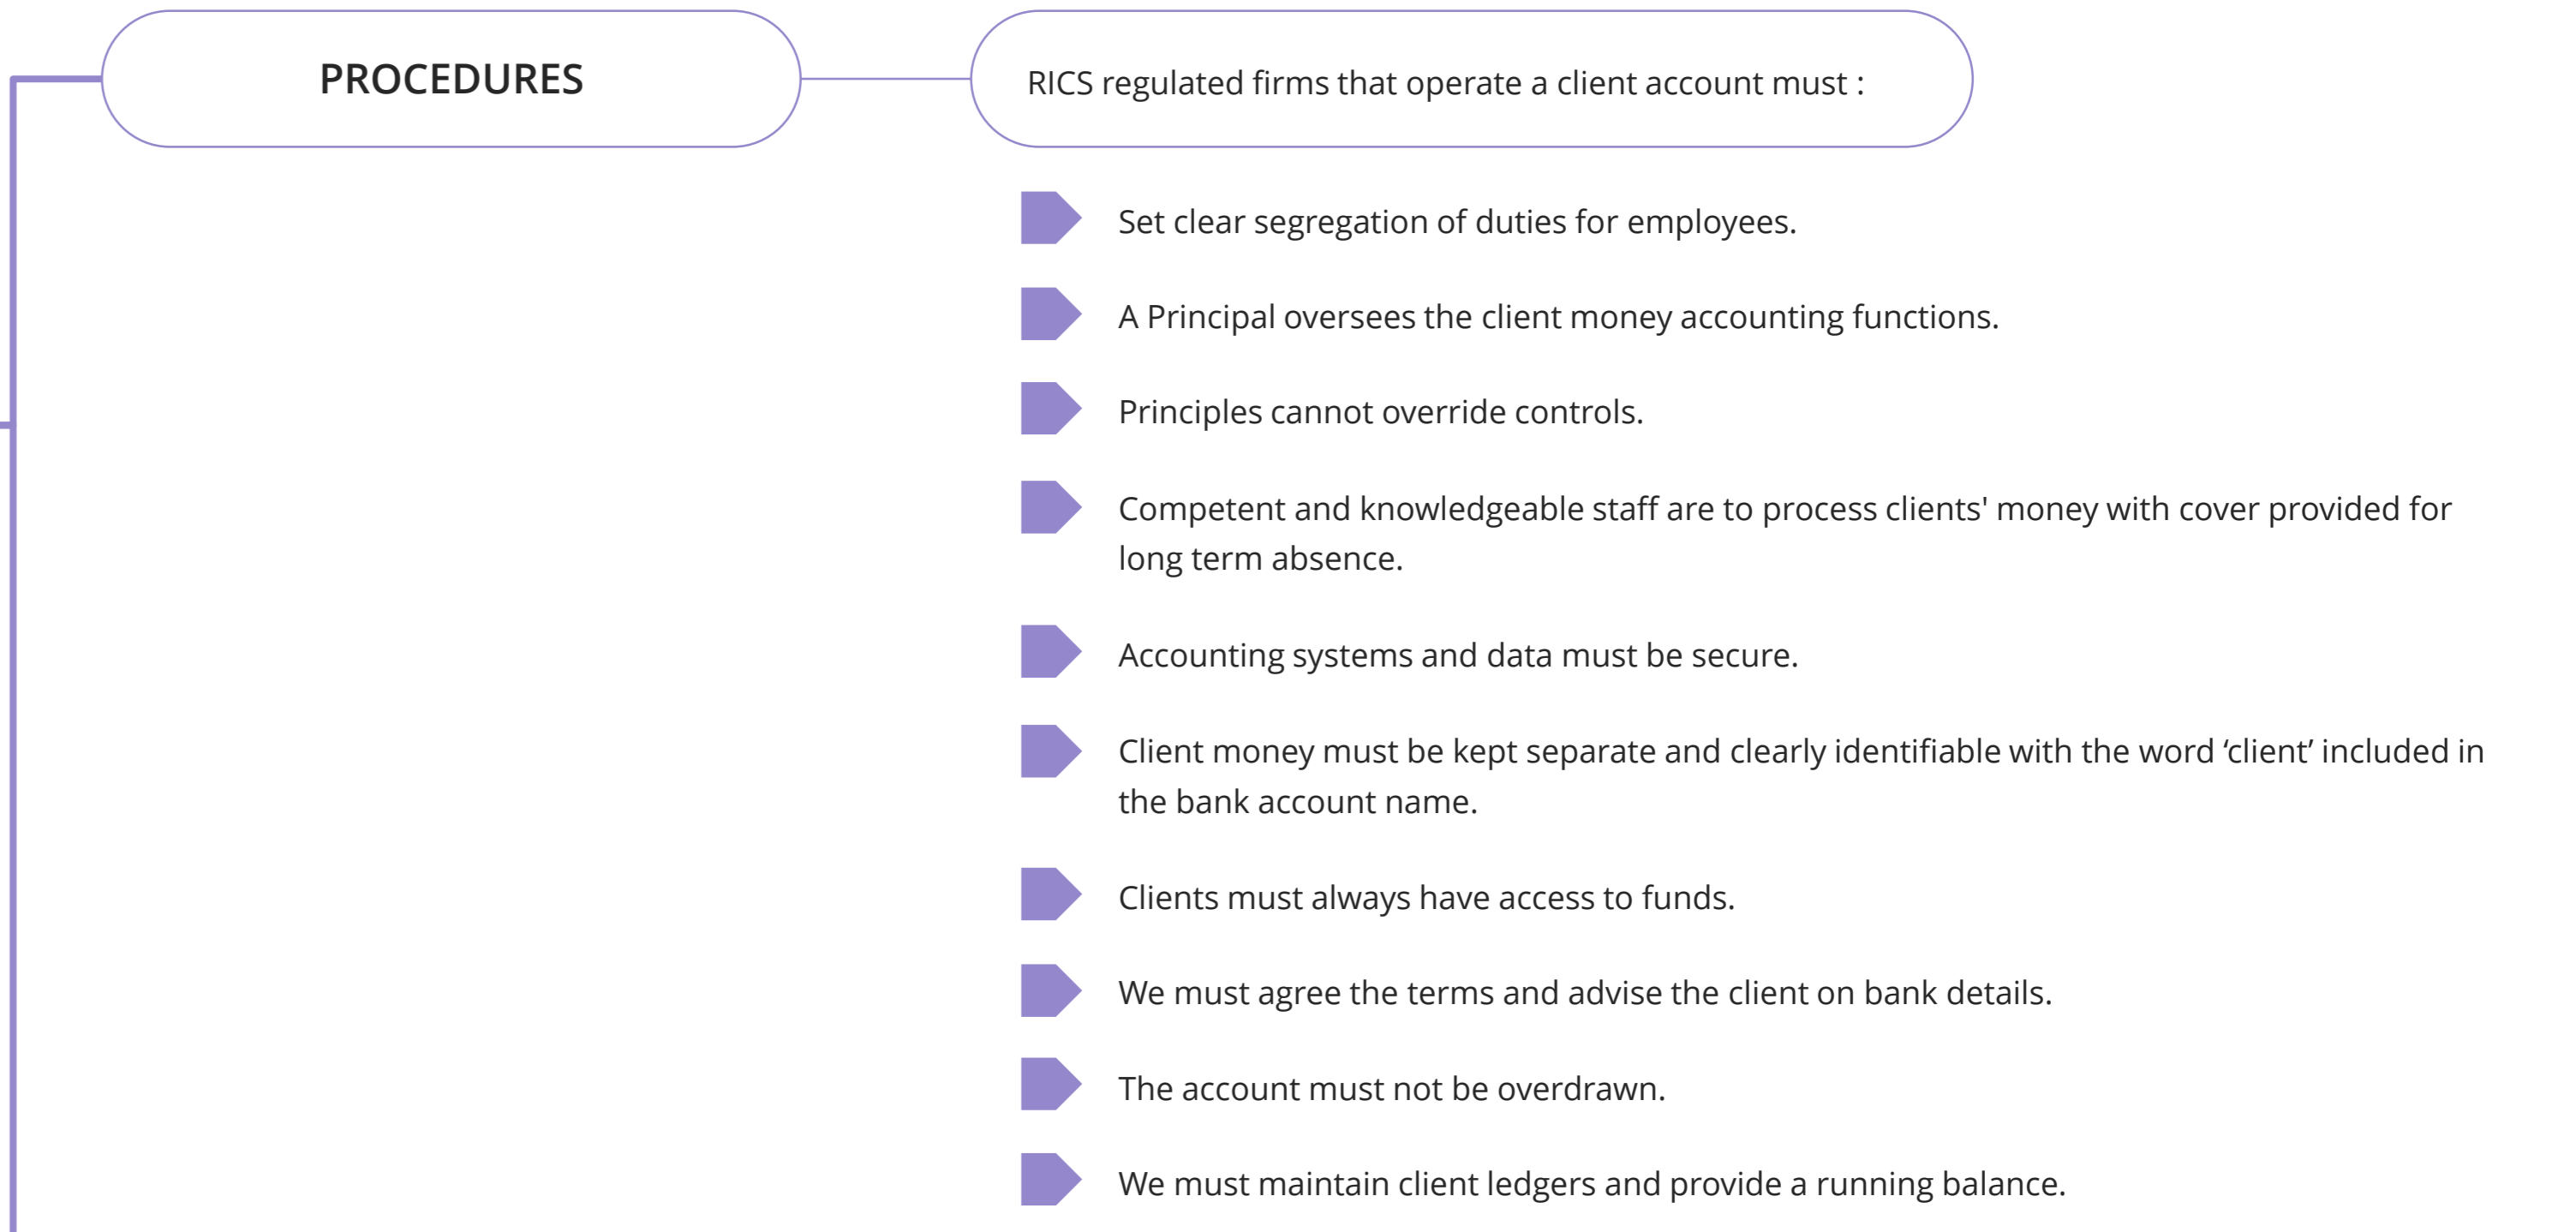 PROCEDURES
RICS regulated firms that operate a client account must :
Set clear segregation of duties for employees.
A Principal oversees the client money accounting functions.
Principles cannot override controls.
Competent and knowledgeable staff are to process clients' money with cover provided for
long term absence.
Accounting systems and data must be secure.
Client money must be kept separate and clearly identifiable with the word ‘client’ included in
the bank account name.
Clients must always have access to funds.
We must agree the terms and advise the client on bank details.
The account must not be overdrawn.
We must maintain client ledgers and provide a running balance.